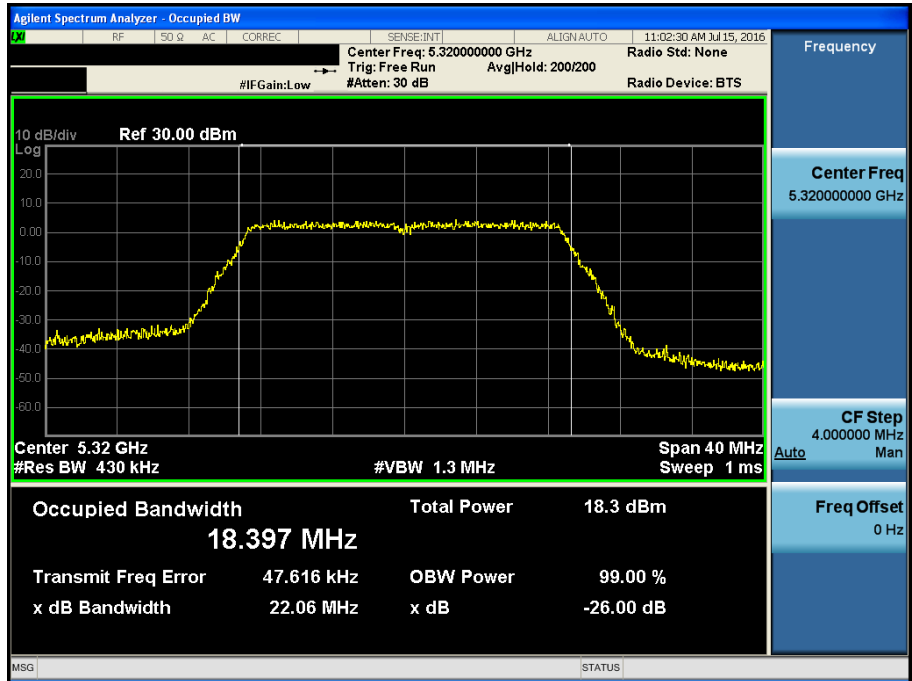 Agilent Spectrum Analyzer - Occupied BW
LXI RF 50 Ω AC CORREC SENSE:INT ALIGN AUTO 11:02:30 AM Jul 15, 2016
Center Freq: 5.320000000 GHz Radio Std: None
Trig: Free Run Avg|Hold: 200/200
#IFGain:Low #Atten: 30 dB Radio Device: BTS
Frequency
10 dB/div Ref 30.00 dBm
Log
20.0
10.0
0.00
-10.0
-20.0
-30.0
-40.0
-50.0
-60.0
Center 5.32 GHz Span 40 MHz
#Res BW 430 kHz #VBW 1.3 MHz Sweep 1 ms
Occupied Bandwidth Total Power 18.3 dBm
18.397 MHz
Transmit Freq Error 47.616 kHz OBW Power 99.00 %
x dB Bandwidth 22.06 MHz x dB -26.00 dB
Center Freq
5.320000000 GHz
CF Step
4.000000 MHz
Auto Man
Freq Offset
0 Hz
MSG STATUS